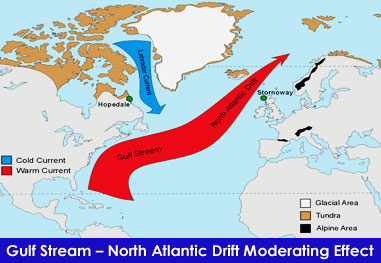 Labrador Current
Hopedale
Stornoway
North Atlantic Drift
Gulf Stream
Cold Current
Warm Current
Glacial Area
Tundra
Alpine Area
Gulf Stream – North Atlantic Drift Moderating Effect